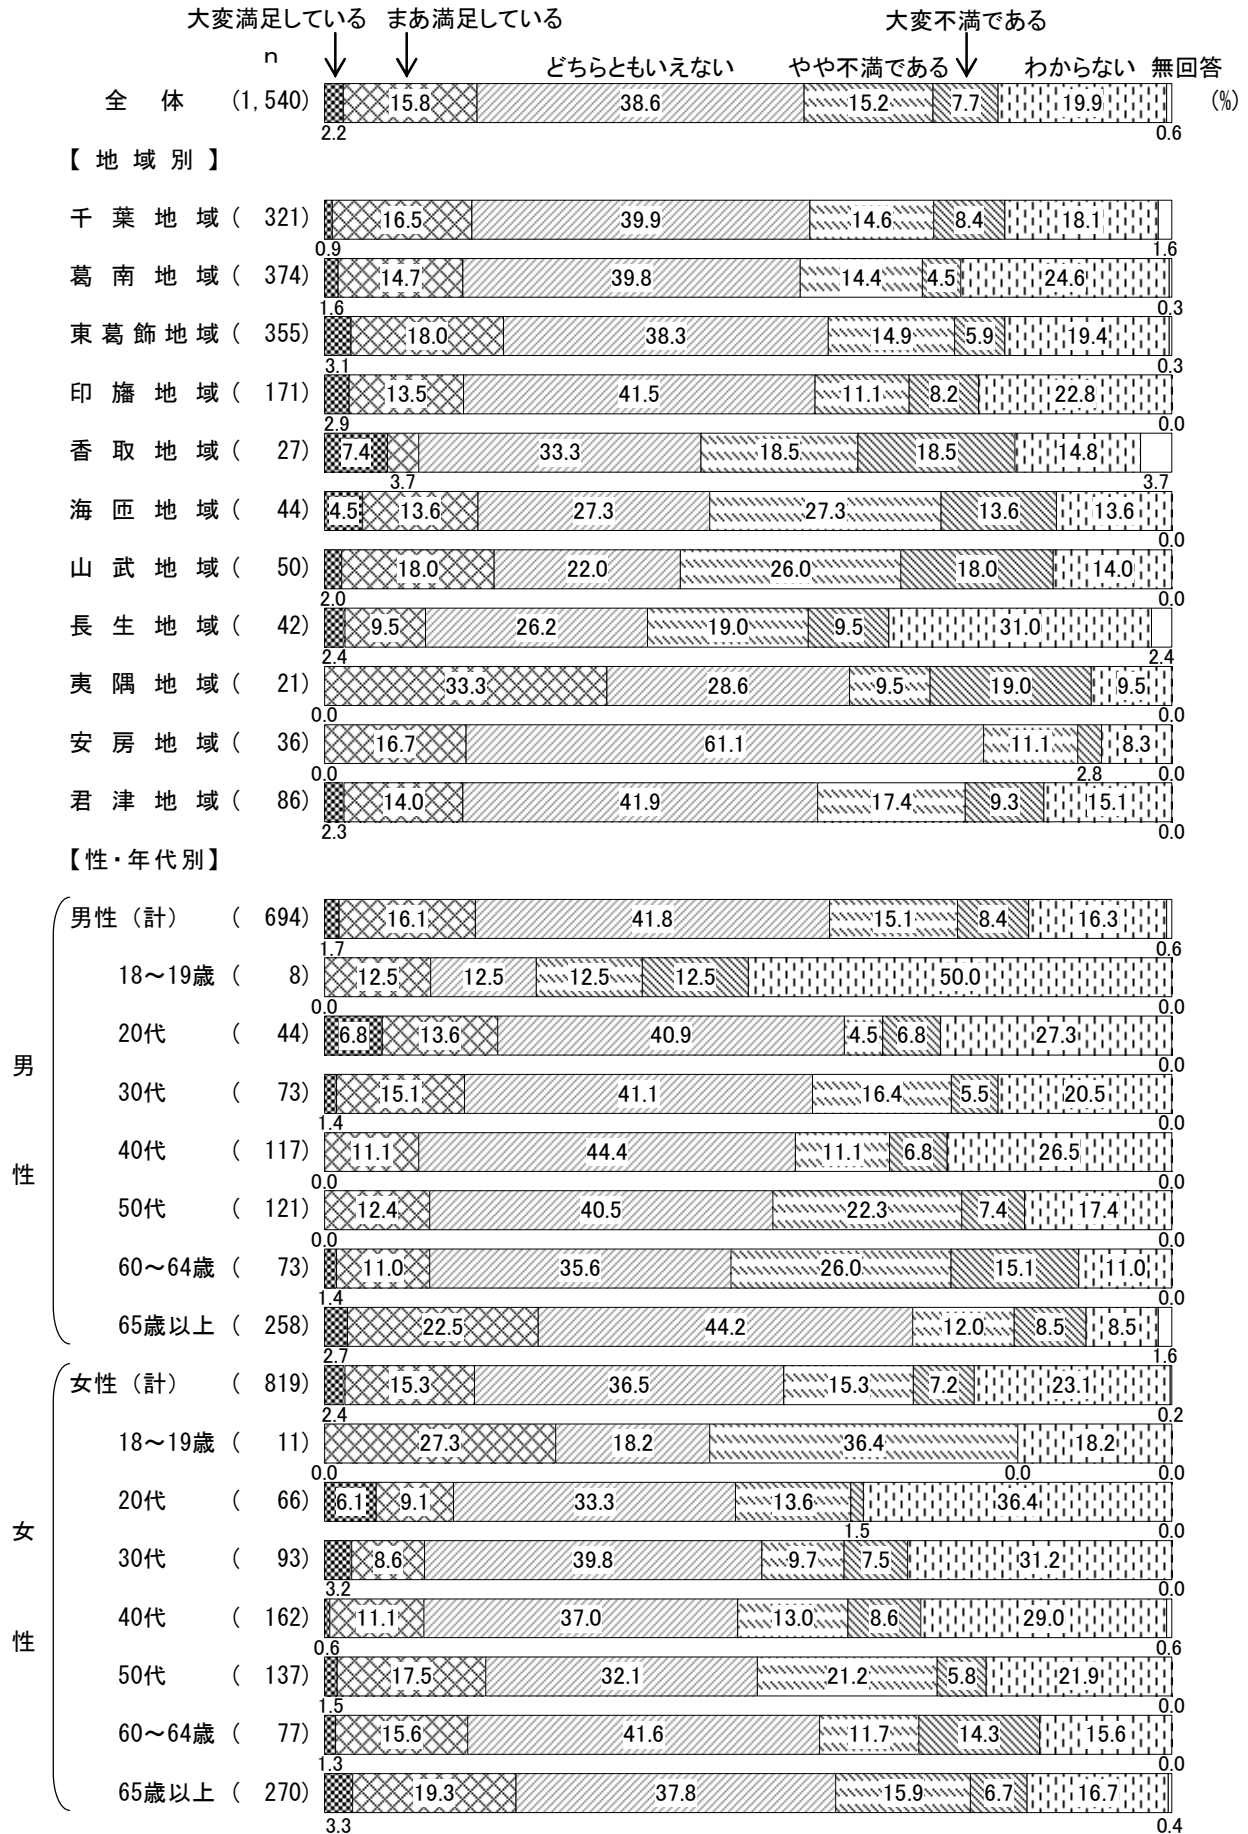 大変満足している まあ満足している 大変不満である
n どちらともいえない やや不満である わからない 無回答
全体 (1,540) 15.8 38.6 15.2 7.7 19.9 (%)
2.2 0.6
【地域別】
千葉地域( 321) 16.5 39.9 14.6 8.4 18.1
0.9 1.6
葛南地域( 374) 14.7 39.8 14.4 4.5 24.6
1.6 0.3
東葛飾地域( 355) 18.0 38.3 14.9 5.9 19.4
3.1 0.3
印旛地域( 171) 13.5 41.5 11.1 8.2 22.8
2.9 0.0
香取地域( 27) 7.4 33.3 18.5 18.5 14.8
3.7 3.7
海匝地域( 44) 4.5 13.6 27.3 27.3 13.6 13.6
0.0
山武地域( 50) 18.0 22.0 26.0 18.0 14.0
2.0 0.0
長生地域( 42) 9.5 26.2 19.0 9.5 31.0
2.4 2.4
夷隅地域( 21) 33.3 28.6 9.5 19.0 9.5
0.0 0.0
安房地域( 36) 16.7 61.1 11.1 8.3
0.0 2.8 0.0
君津地域( 86) 14.0 41.9 17.4 9.3 15.1
2.3 0.0
【性・年代別】
男性(計) ( 694) 16.1 41.8 15.1 8.4 16.3
1.7 0.6
18～19歳( 8) 12.5 12.5 12.5 12.5 50.0
0.0 0.0
20代 ( 44) 6.8 13.6 40.9 4.5 6.8 27.3
0.0
男性
30代 ( 73) 15.1 41.1 16.4 5.5 20.5
1.4 0.0
40代 ( 117) 11.1 44.4 11.1 6.8 26.5
0.0 0.0
50代 ( 121) 12.4 40.5 22.3 7.4 17.4
0.0 0.0
60～64歳( 73) 11.0 35.6 26.0 15.1 11.0
1.4 0.0
65歳以上( 258) 22.5 44.2 12.0 8.5 8.5
2.7 1.6
女性(計) ( 819) 15.3 36.5 15.3 7.2 23.1
2.4 0.2
18～19歳( 11) 27.3 18.2 36.4 18.2
0.0 0.0 0.0
20代 ( 66) 6.1 9.1 33.3 13.6 36.4
1.5 0.0
女性
30代 ( 93) 8.6 39.8 9.7 7.5 31.2
3.2 0.0
40代 ( 162) 11.1 37.0 13.0 8.6 29.0
0.6 0.6
50代 ( 137) 17.5 32.1 21.2 5.8 21.9
1.5 0.0
60～64歳( 77) 15.6 41.6 11.7 14.3 15.6
1.3 0.0
65歳以上( 270) 19.3 37.8 15.9 6.7 16.7
3.3 0.4